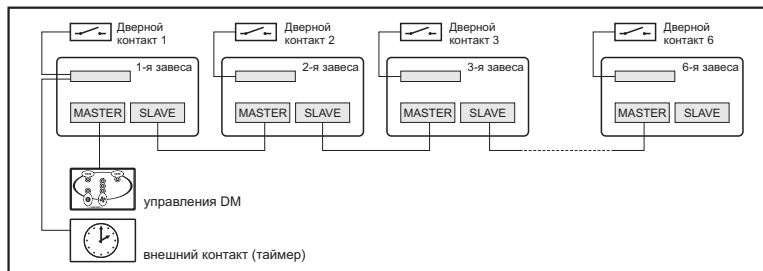 Дверной
контакт 1
Дверной
контакт 2
Дверной
контакт 3
Дверной
контакт 6
1-я завеса
2-я завеса
3-я завеса
6-я завеса
MASTER SLAVE
MASTER SLAVE
MASTER SLAVE
MASTER SLAVE
управления DM
внешний контакт (таймер)